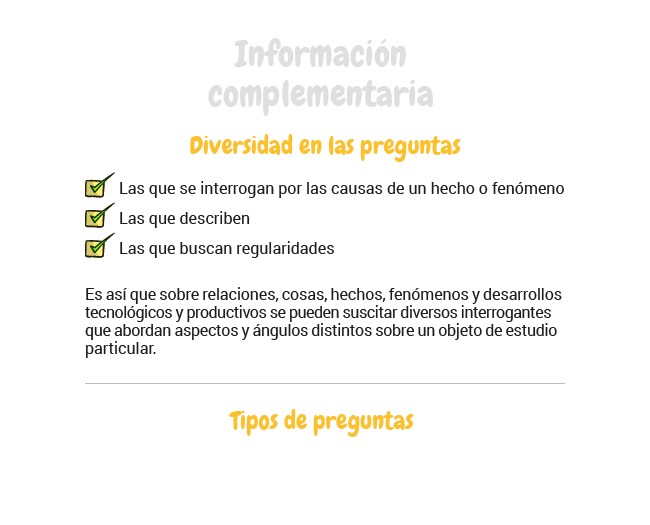 Información
complementaria
Diversidad en las preguntas
Las que se interrogan por las causas de un hecho o fenómeno
Las que describen
Las que buscan regularidades
Es así que sobre relaciones, cosas, hechos, fenómenos y desarrollos
tecnológicos y productivos se pueden suscitar diversos interrogantes
que abordan aspectos y ángulos distintos sobre un objeto de estudio
particular.
Tipos de preguntas